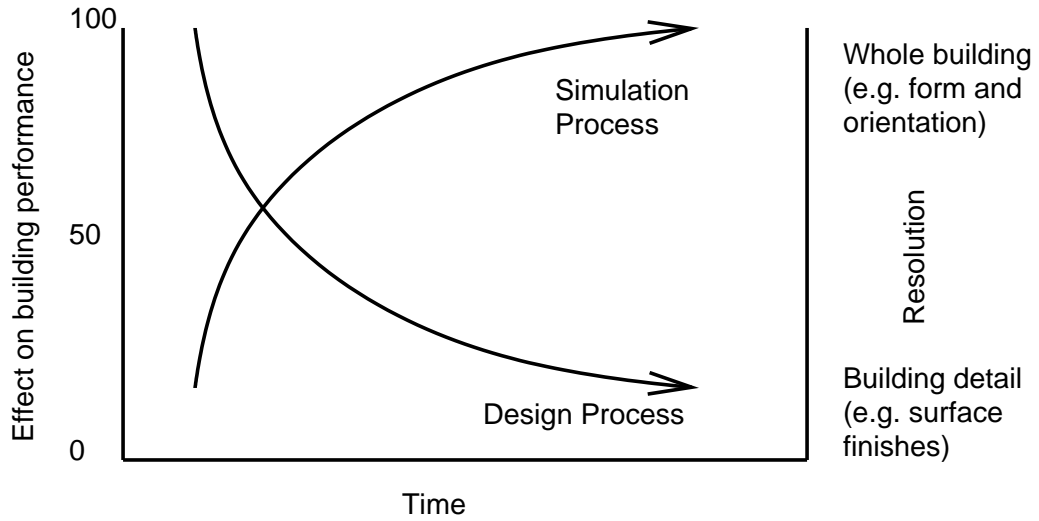 100
50
0
Effect on building performance
Time
Simulation
Process
Design Process
Whole building
(e.g. form and
orientation)
Resolution
Building detail
(e.g. surface
finishes)